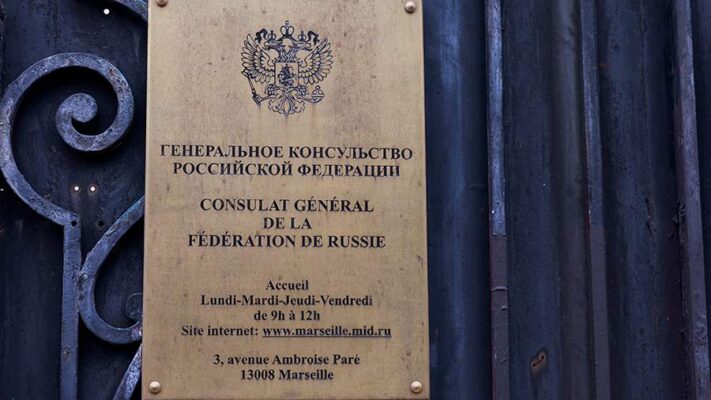 ГЕНЕРАЛЬНОЕ КОНСУЛЬСТВО
РОССИЙСКОЙ ФЕДЕРАЦИИ
CONSULAT GÉNÉRAL
DE LA
FÉDÉRATION DE RUSSIE
Accueil
Lundi-Mardi-Jeudi-Vendredi
de 9h à 12h
Site internet: www.marseille.mid.ru
3, avenue Ambroise Paré
13008 Marseille